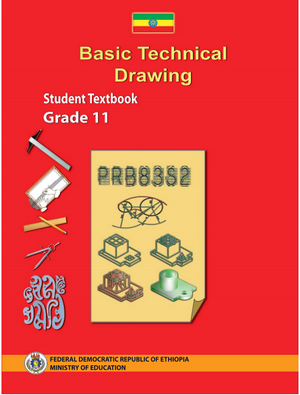 Basic Technical
Drawing
Student Textbook
Grade 11
PRB83S2
FEDERAL DEMOCRATIC REPUBLIC OF ETHIOPIA
MINISTRY OF EDUCATION